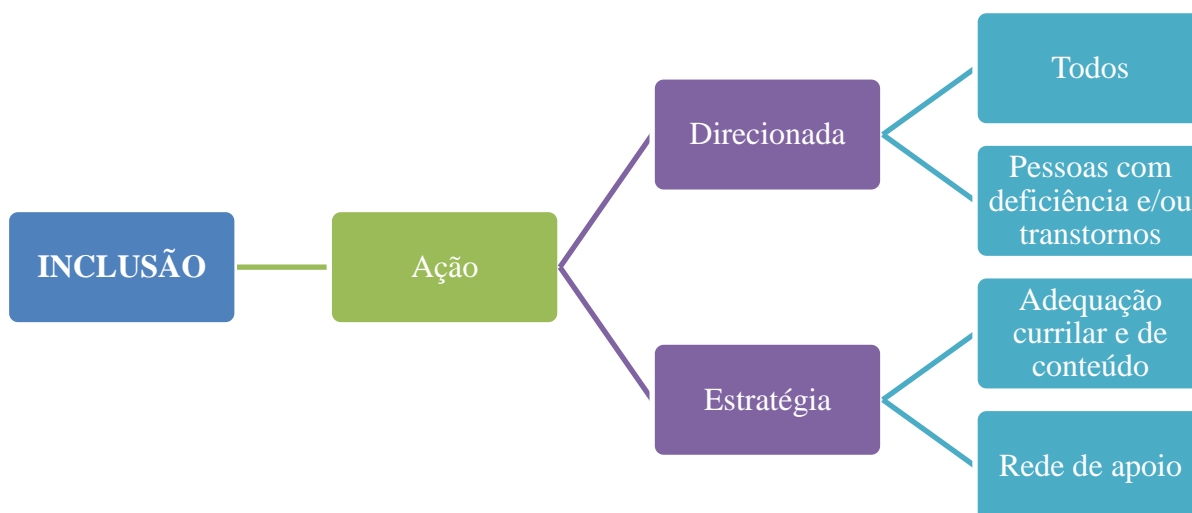 INCLUSÃO
Ação
Direcionada
Todos
Pessoas com
deficiência e/ou
transtornos
Estratégia
Adequação
currilar e de
conteúdo
Rede de apoio